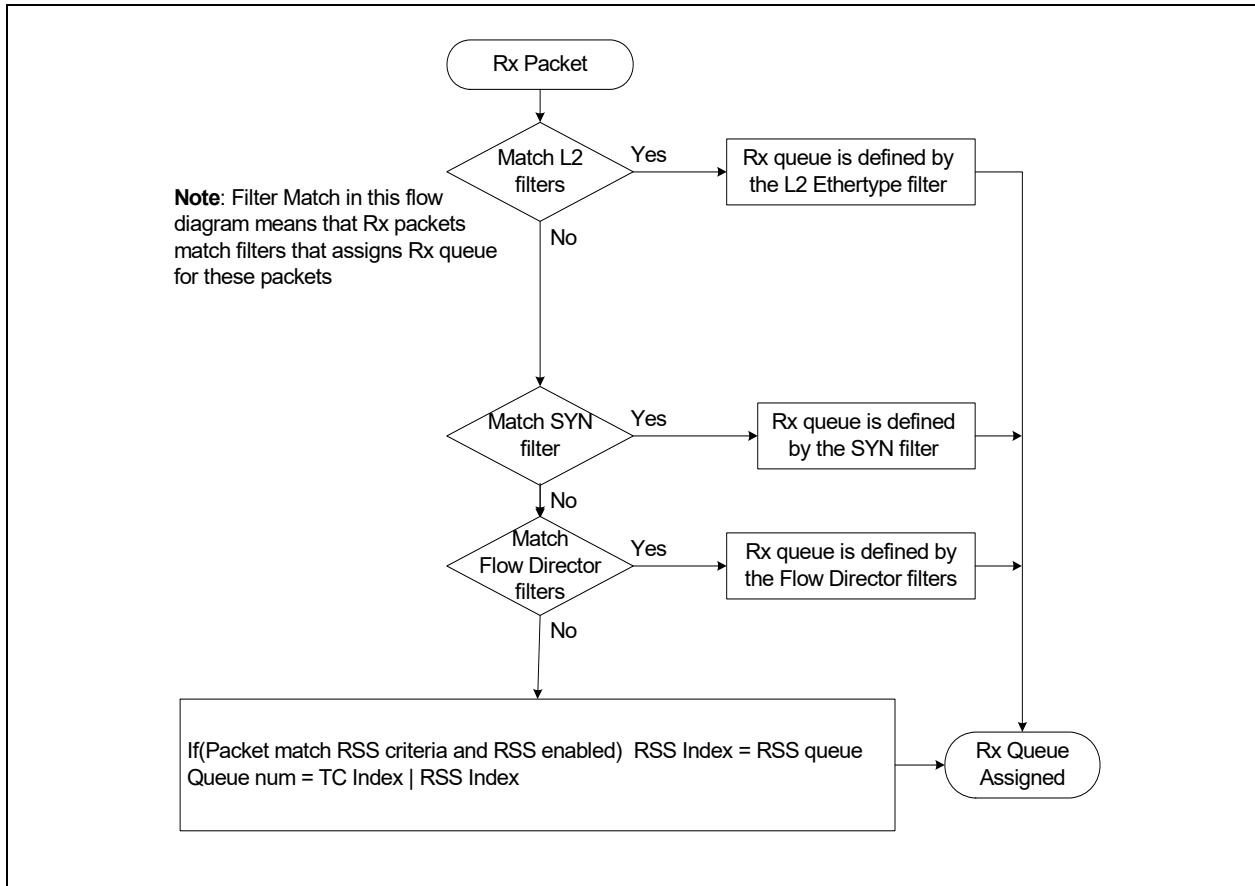 Rx Packet
Match L2
filters
Yes
Rx queue is defined by
the L2 Ethertype filter
Note: Filter Match in this flow
diagram means that Rx packets
match filters that assigns Rx queue
for these packets
No
Match SYN
filter
Yes
Rx queue is defined
by the SYN filter
No
Match
Flow Director
filters
Yes
Rx queue is defined by
the Flow Director filters
No
If(Packet match RSS criteria and RSS enabled)  RSS Index = RSS queue
Queue num = TC Index | RSS Index
Rx Queue
Assigned